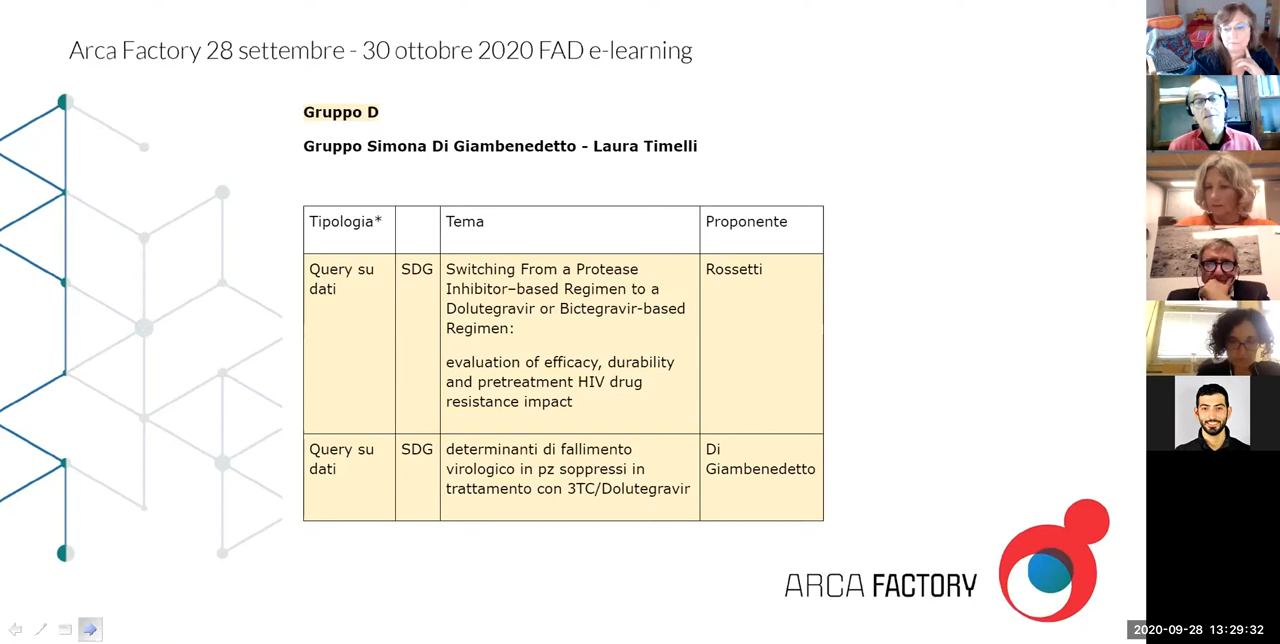 Arca Factory 28 settembre - 30 ottobre 2020 FAD e-learning
Gruppo D
Gruppo Simona Di Giambenedetto - Laura Timelli
Tipologia* Tema Proponente
Query su dati SDG Switching From a Protease Rossetti
Inhibitor–based Regimen to a
Dolutegravir or Bictegravir-based
Regimen:
evaluation of efficacy, durability
and pretreatment HIV drug
resistance impact
Query su dati SDG determinanti di fallimento Di Giambenedetto
virologico in pz soppressi in
trattamento con 3TC/Dolutegravir
ARCA FACTORY
2020-09-28 13:29:32